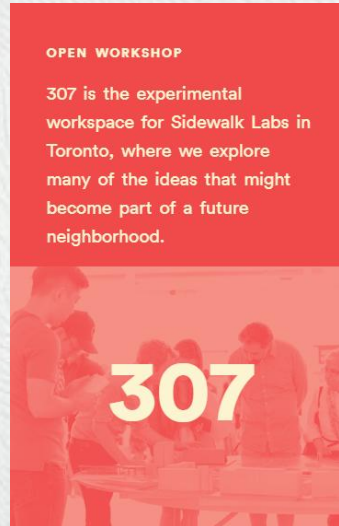 OPEN WORKSHOP
307 is the experimental
workspace for Sidewalk Labs in
Toronto, where we explore
many of the ideas that might
become part of a future
neighborhood.
307